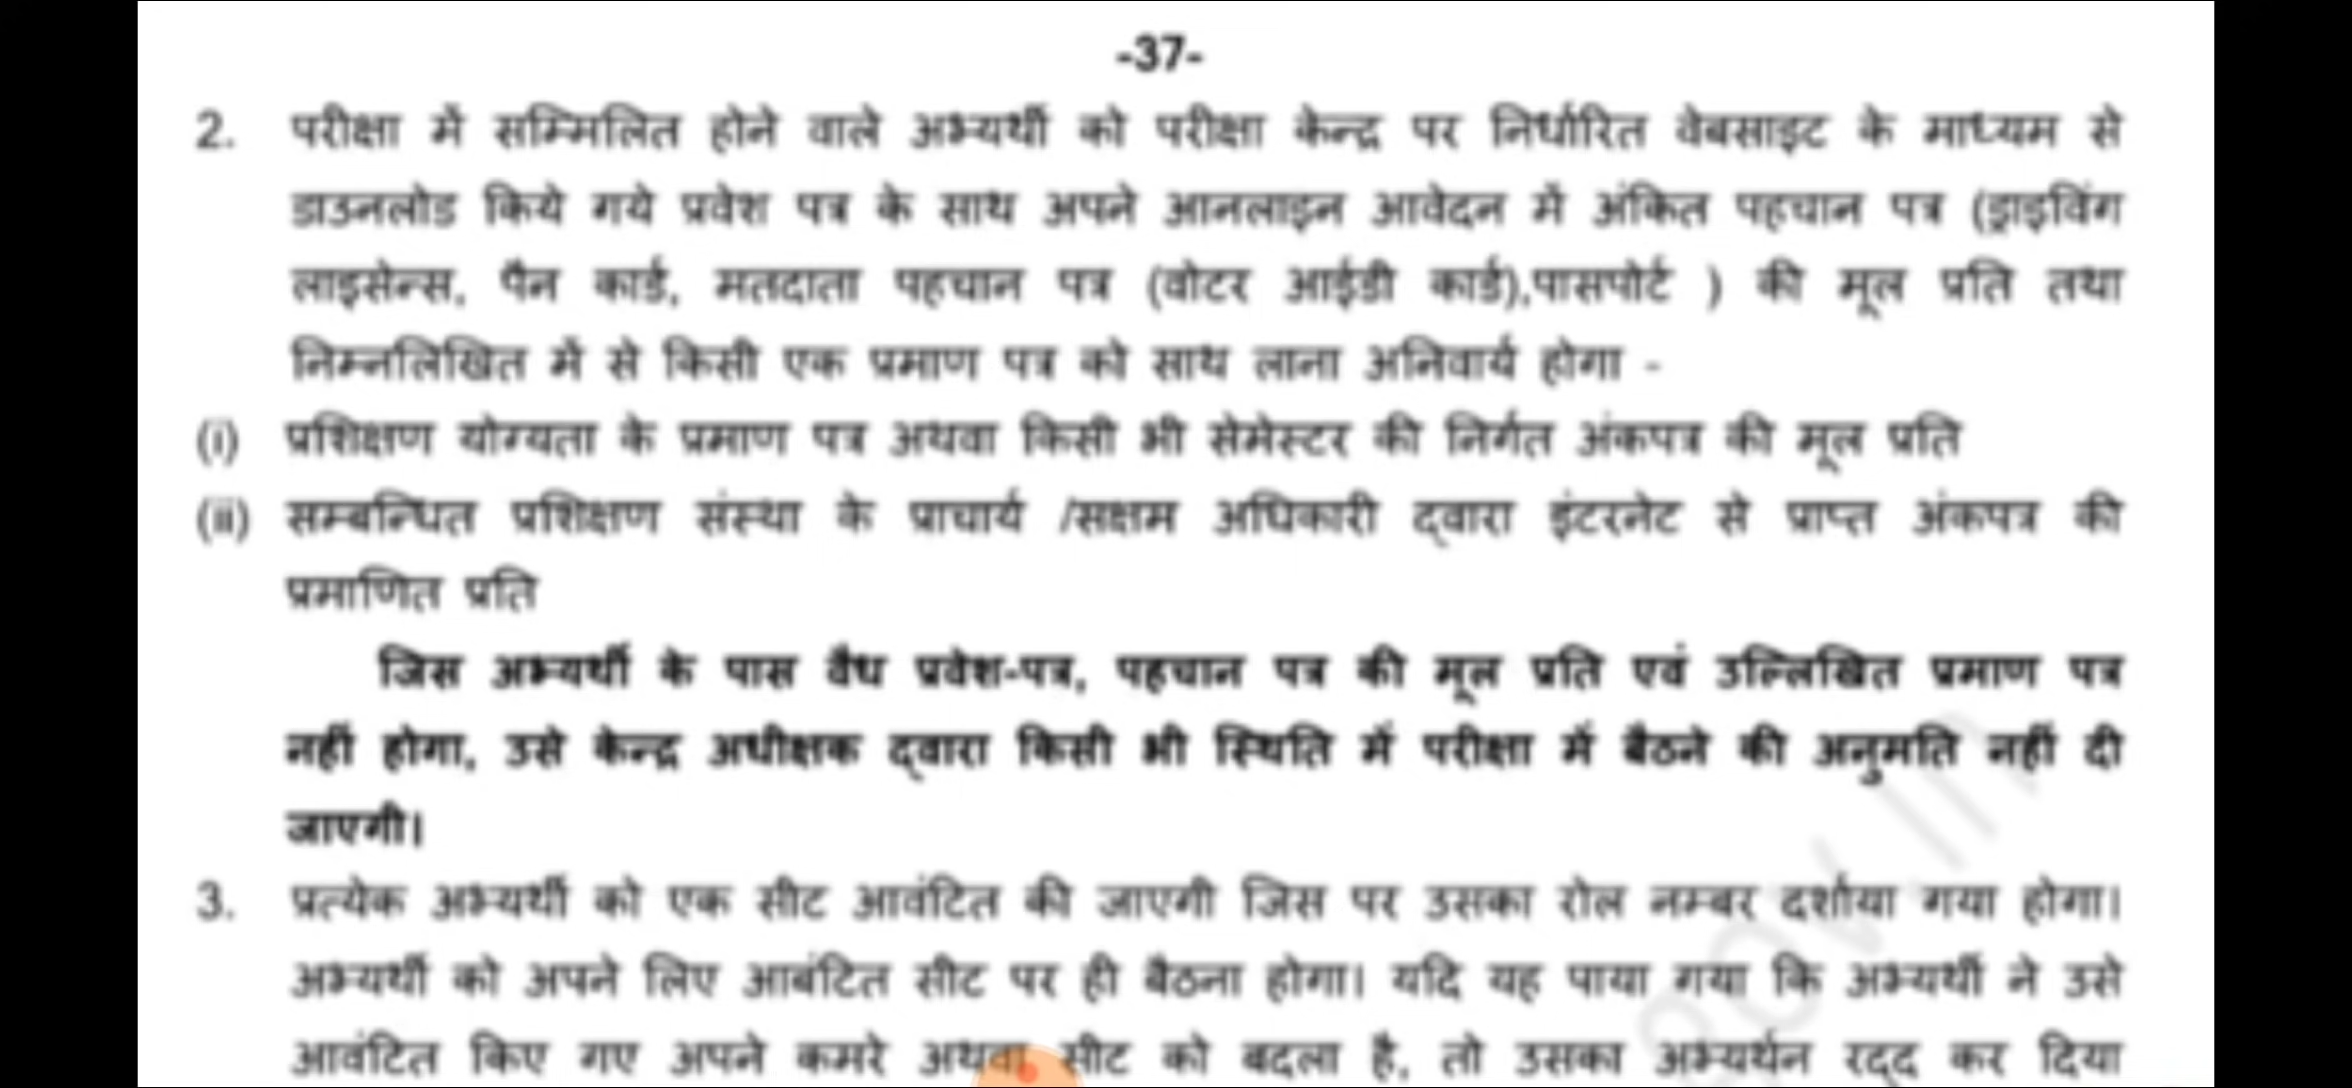 -37-
2. परीक्षा में सम्मिलित होने वाले अभ्यर्थी को परीक्षा केन्द्र पर निर्धारित वेबसाइट के माध्यम से
डाउनलोड किये गये प्रवेश पत्र के साथ अपने आनलाइन आवेदन में अंकित पहचान पत्र (ड्राइविंग
लाइसेन्स, पैन कार्ड, मतदाता पहचान पत्र (वोटर आईडी कार्ड),पासपोर्ट ) की मूल प्रति तथा
निम्नलिखित में से किसी एक प्रमाण पत्र को साथ लाना अनिवार्य होगा -
(i) प्रशिक्षण योग्यता के प्रमाण पत्र अथवा किसी भी सेमेस्टर की निर्गत अंकपत्र की मूल प्रति
(ii) सम्बन्धित प्रशिक्षण संस्था के प्राचार्य /सक्षम अधिकारी द्वारा इंटरनेट से प्राप्त अंकपत्र की
प्रमाणित प्रति
जिस अभ्यर्थी के पास वैध प्रवेश-पत्र, पहचान पत्र की मूल प्रति एवं उल्लिखित प्रमाण पत्र
नहीं होगा, उसे केन्द्र अधीक्षक द्वारा किसी भी स्थिति में परीक्षा में बैठने की अनुमति नहीं दी
जाएगी।
3. प्रत्येक अभ्यर्थी को एक सीट आवंटित की जाएगी जिस पर उसका रोल नम्बर दर्शाया गया होगा।
अभ्यर्थी को अपने लिए आबंटित सीट पर ही बैठना होगा। यदि यह पाया गया कि अभ्यर्थी ने उसे
आवंटित किए गए अपने कमरे अथवा सीट को बदला है, तो उसका अभ्यर्थन रद्द कर दिया